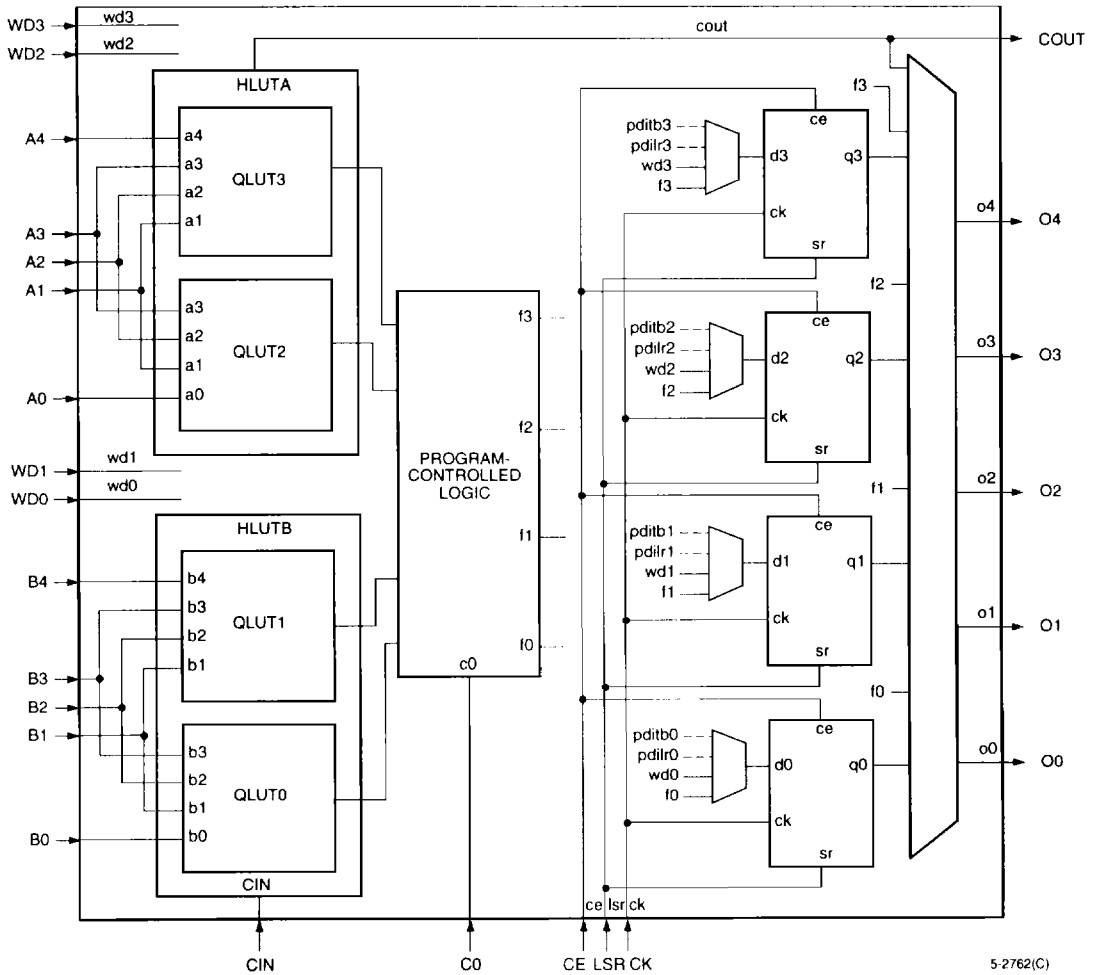 WD3
wd3
WD2
wd2
cout
COUT
HLUTA
A4
a4
a3
a2
a1
QLUT3
A3
A2
A1
a3
a2
a1
a0
QLUT2
A0
WD1
wd1
WD0
wd0
HLUTB
B4
b4
b3
b2
b1
QLUT1
B3
B2
B1
b3
b2
b1
b0
QLUT0
B0
CIN
CIN
PROGRAM-
CONTROLLED
LOGIC
f3
f2
f1
f0
c0
C0
pditb3
pdilr3
wd3
f3
ce
d3
q3
ck
sr
pditb2
pdilr2
wd2
f2
ce
d2
q2
ck
sr
pditb1
pdilr1
wd1
f1
ce
d1
q1
ck
sr
pditb0
pdilr0
wd0
f0
ce
d0
q0
ck
sr
ce lsr ck
CE LSR CK
f3
f2
f1
f0
o4
O4
o3
O3
o2
O2
o1
O1
o0
O0
5-2762(C)